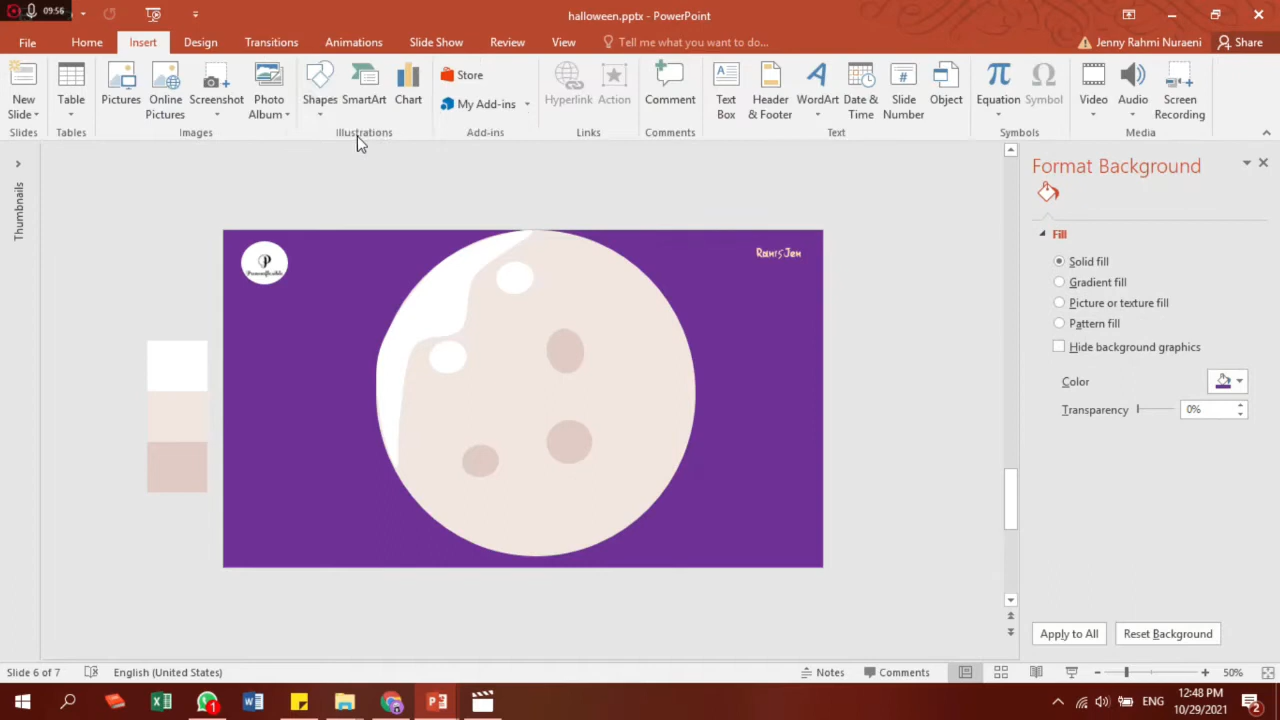 09:56
halloween.pptx - PowerPoint
File Home Insert Design Transitions Animations Slide Show Review View Tell me what you want to do... Jenny Rahmi Nuraeni Share
New Slide
Table
Pictures
Online Pictures
Screenshot
Photo Album
Shapes
SmartArt
Chart
Store
My Add-ins
Hyperlink
Action
Comment
Text Box
Header & Footer
WordArt
Date & Time
Slide Number
Object
Equation
Symbol
Video
Audio
Screen Recording
Slides Tables Images Illustrations Add-ins Links Comments Text Symbols Media
Thumbnails
P
RamisJen
Format Background
Fill
Solid fill
Gradient fill
Picture or texture fill
Pattern fill
Hide background graphics
Color
Transparency 0%
Apply to All Reset Background
Slide 6 of 7 English (United States) Notes Comments 50%
1
ENG
12:48 PM
10/29/2021
2